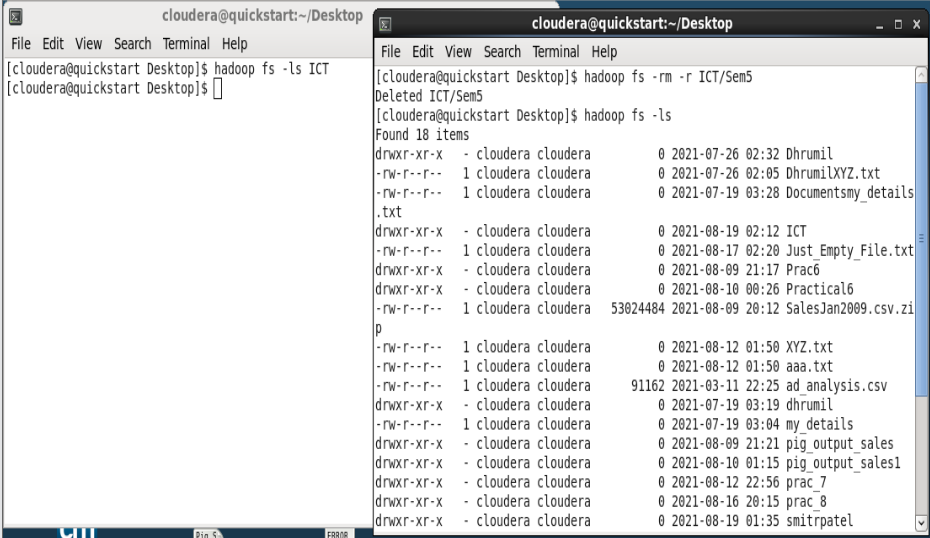 cloudera@quickstart:~/Desktop
File Edit View Search Terminal Help
[cloudera@quickstart Desktop]$ hadoop fs -ls ICT
[cloudera@quickstart Desktop]$
cloudera@quickstart:~/Desktop
File Edit View Search Terminal Help
[cloudera@quickstart Desktop]$ hadoop fs -rm -r ICT/Sem5
Deleted ICT/Sem5
[cloudera@quickstart Desktop]$ hadoop fs -ls
Found 18 items
drwxr-xr-x   - cloudera cloudera          0 2021-07-26 02:32 Dhrumil
-rw-r--r--   1 cloudera cloudera          0 2021-07-26 02:05 DhrumilXYZ.txt
-rw-r--r--   1 cloudera cloudera          0 2021-07-19 03:28 Documentsmy_details
.txt
drwxr-xr-x   - cloudera cloudera          0 2021-08-19 02:12 ICT
-rw-r--r--   1 cloudera cloudera          0 2021-08-17 02:20 Just_Empty_File.txt
drwxr-xr-x   - cloudera cloudera          0 2021-08-09 21:17 Prac6
drwxr-xr-x   - cloudera cloudera          0 2021-08-10 00:26 Practical6
-rw-r--r--   1 cloudera cloudera   53024484 2021-08-09 20:12 SalesJan2009.csv.zi
p
-rw-r--r--   1 cloudera cloudera          0 2021-08-12 01:50 XYZ.txt
-rw-r--r--   1 cloudera cloudera          0 2021-08-12 01:50 aaa.txt
-rw-r--r--   1 cloudera cloudera      91162 2021-03-11 22:25 ad_analysis.csv
drwxr-xr-x   - cloudera cloudera          0 2021-07-19 03:19 dhrumil
-rw-r--r--   1 cloudera cloudera          0 2021-07-19 03:04 my_details
drwxr-xr-x   - cloudera cloudera          0 2021-08-09 21:21 pig_output_sales
drwxr-xr-x   - cloudera cloudera          0 2021-08-10 01:15 pig_output_sales1
drwxr-xr-x   - cloudera cloudera          0 2021-08-12 22:56 prac_7
drwxr-xr-x   - cloudera cloudera          0 2021-08-16 20:15 prac_8
drwxr-xr-x   - cloudera cloudera          0 2021-08-19 01:35 smitrpatel